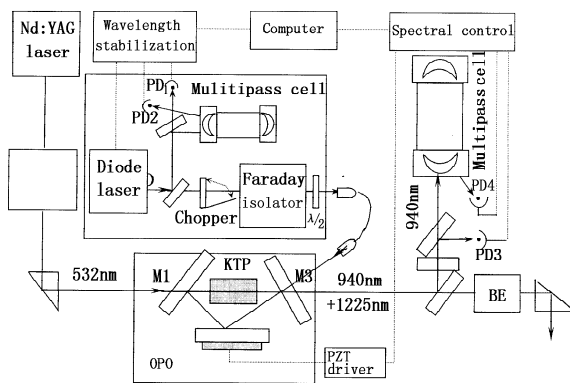 Nd:YAG
laser
Wavelength
stabilization
Computer
Spectral control
PD1
Mulitipass cell
PD2
Diode
laser
Chopper
Faraday
isolator
λ/2
Multipass cell
PD4
940nm
PD3
532nm
M1
KTP
M3
940nm
+1225nm
BE
OPO
PZT
driver